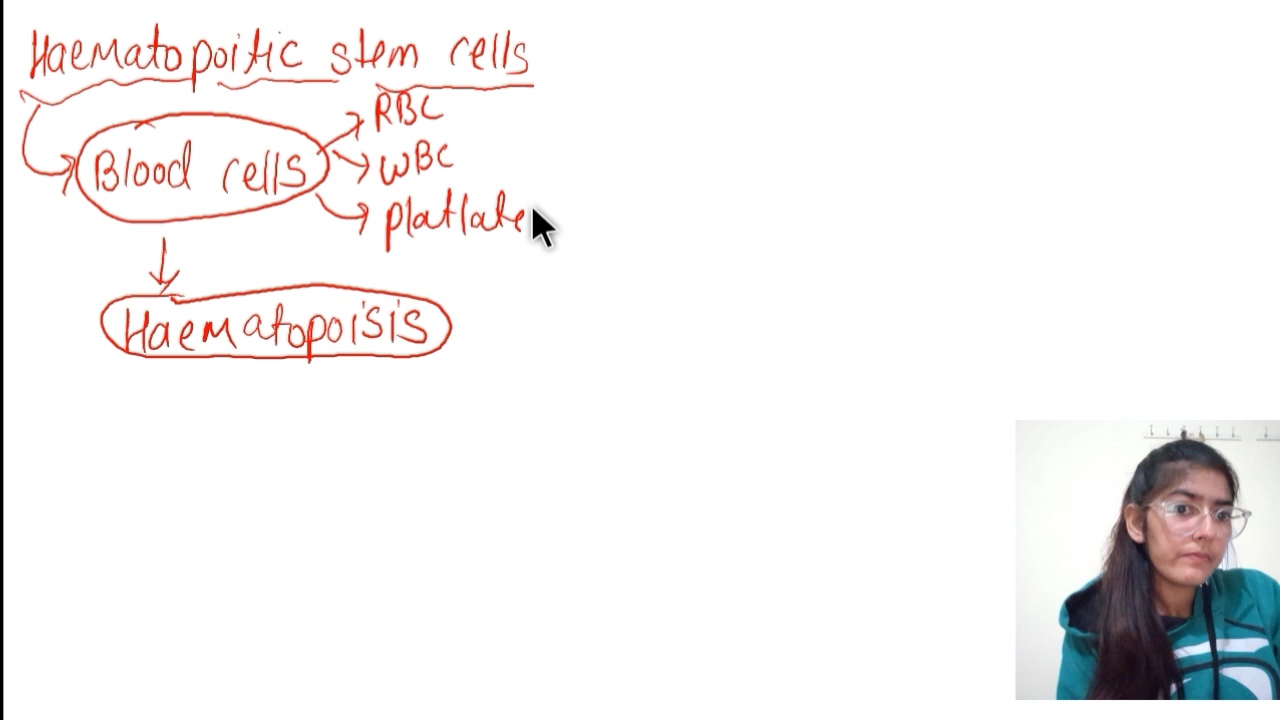 Haematopoitic stem cells
RBC
Blood cells
WBC
Platlate
Haematopoisis